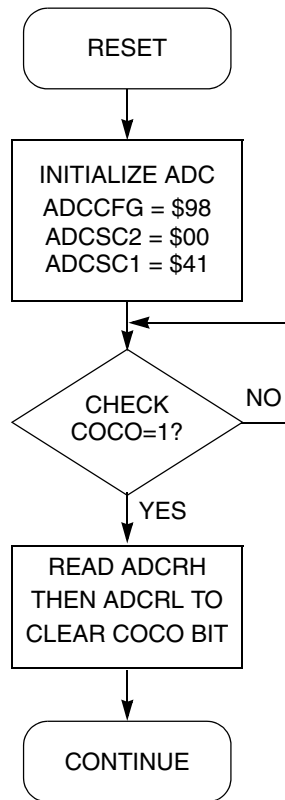 RESET
INITIALIZE ADC
ADCCFG = $98
ADCSC2 = $00
ADCSC1 = $41
CHECK
COCO=1?
NO
YES
READ ADCRH
THEN ADCRL TO
CLEAR COCO BIT
CONTINUE